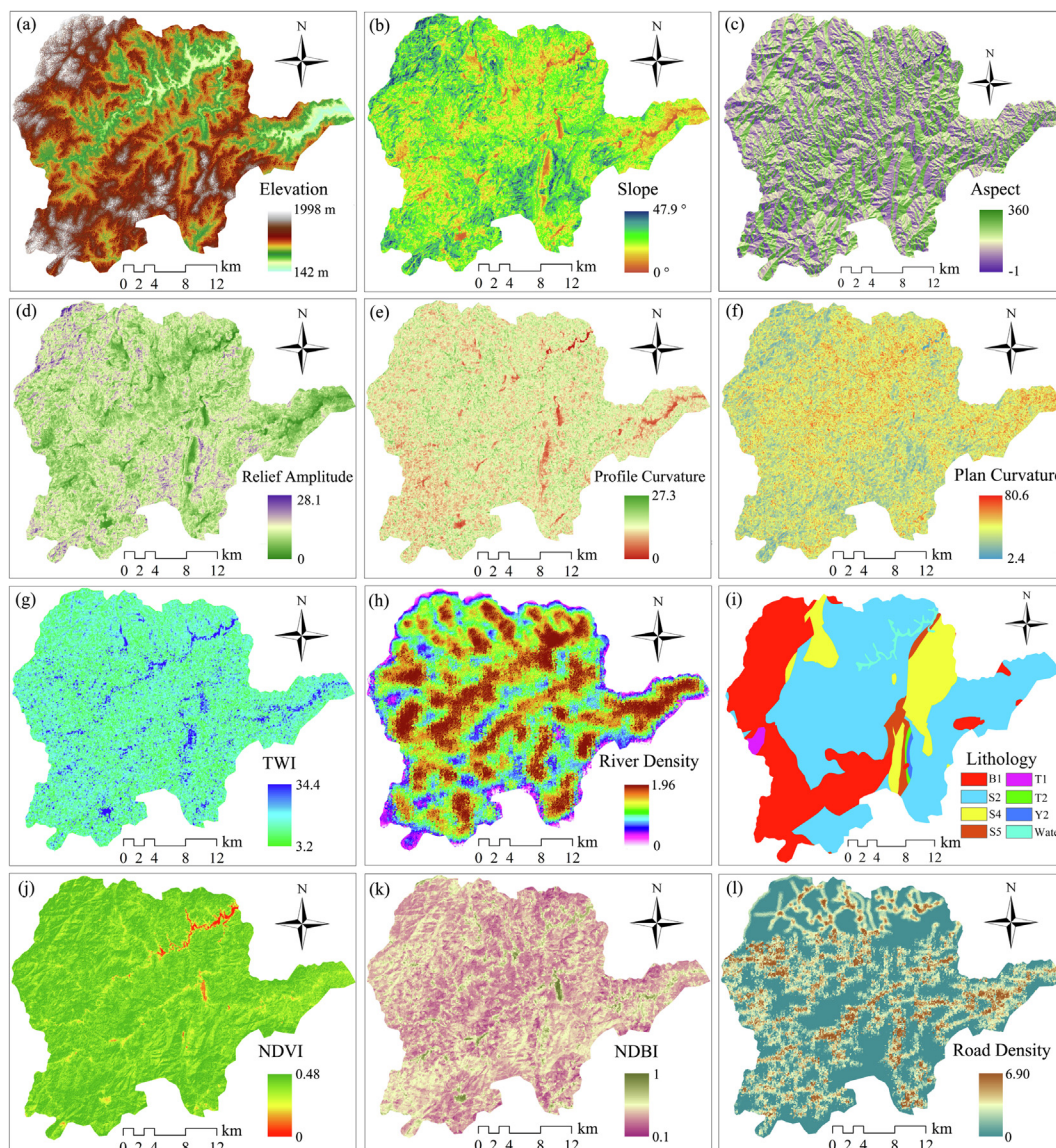 (a)
N
Elevation
1998 m
142 m
km
0 2 4 8 12
(b)
N
Slope
47.9 °
0 °
km
0 2 4 8 12
(c)
N
Aspect
360
-1
km
0 2 4 8 12
(d)
N
Relief Amplitude
28.1
0
km
0 2 4 8 12
(e)
N
Profile Curvature
27.3
0
km
0 2 4 8 12
(f)
N
Plan Curvature
80.6
2.4
km
0 2 4 8 12
(g)
N
TWI
34.4
3.2
km
0 2 4 8 12
(h)
N
River Density
1.96
0
km
0 2 4 8 12
(i)
N
Lithology
B1 T1
S2 T2
S4 Y2
S5 Wate
km
0 2 4 8 12
(j)
N
NDVI
0.48
0
km
0 2 4 8 12
(k)
N
NDBI
1
0.1
km
0 2 4 8 12
(l)
N
Road Density
6.90
0
km
0 2 4 8 12